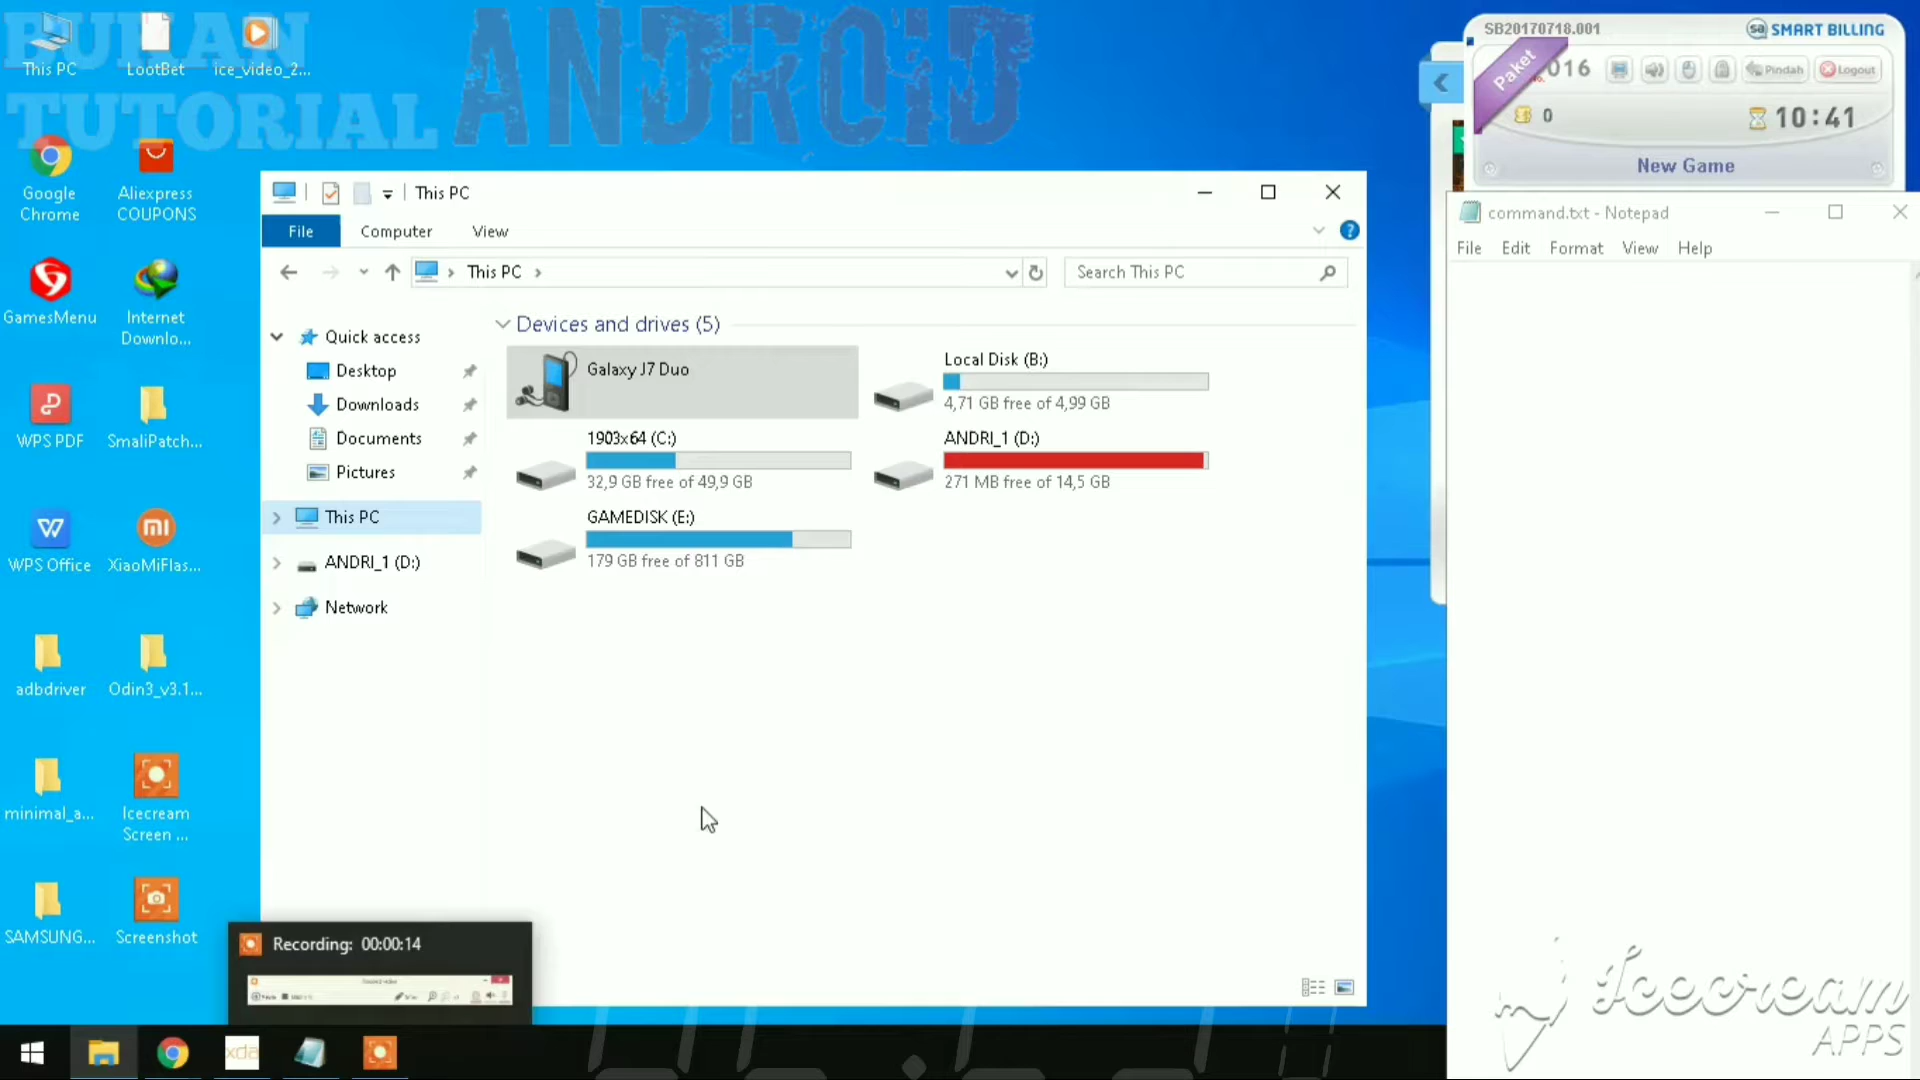 BUKAN
TUTORIAL
ANDROID
This PC
LootBet
ice_video_2...
Google
Chrome
Aliexpress
COUPONS
GamesMenu
Internet
Downlo...
WPS PDF
SmaliPatch...
WPS Office
XiaoMiFlas...
adbdriver
Odin3_v3.1...
minimal_a...
Icecream
Screen ...
SAMSUNG...
Screenshot
This PC
File
Computer
View
This PC
Search This PC
Quick access
Desktop
Downloads
Documents
Pictures
This PC
ANDRI_1 (D:)
Network
Devices and drives (5)
Galaxy J7 Duo
Local Disk (B:)
4,71 GB free of 4,99 GB
1903x64 (C:)
32,9 GB free of 49,9 GB
ANDRI_1 (D:)
271 MB free of 14,5 GB
GAMEDISK (E:)
179 GB free of 811 GB
Recording: 00:00:14
SB20170718.001
SMART BILLING
Paket
016
Pindah
Logout
0
10:41
New Game
command.txt - Notepad
File Edit Format View Help
xda
Icecream
APPS